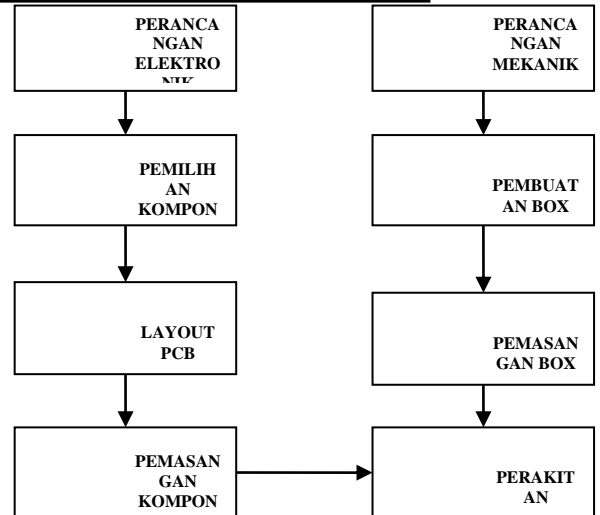 PERANCA
NGAN
ELEKTRO
NIK
PEMILIH
AN
KOMPON
LAYOUT
PCB
PEMASAN
GAN
KOMPON
PERANCA
NGAN
MEKANIK
PEMBUAT
AN BOX
PEMASAN
GAN BOX
PERAKIT
AN